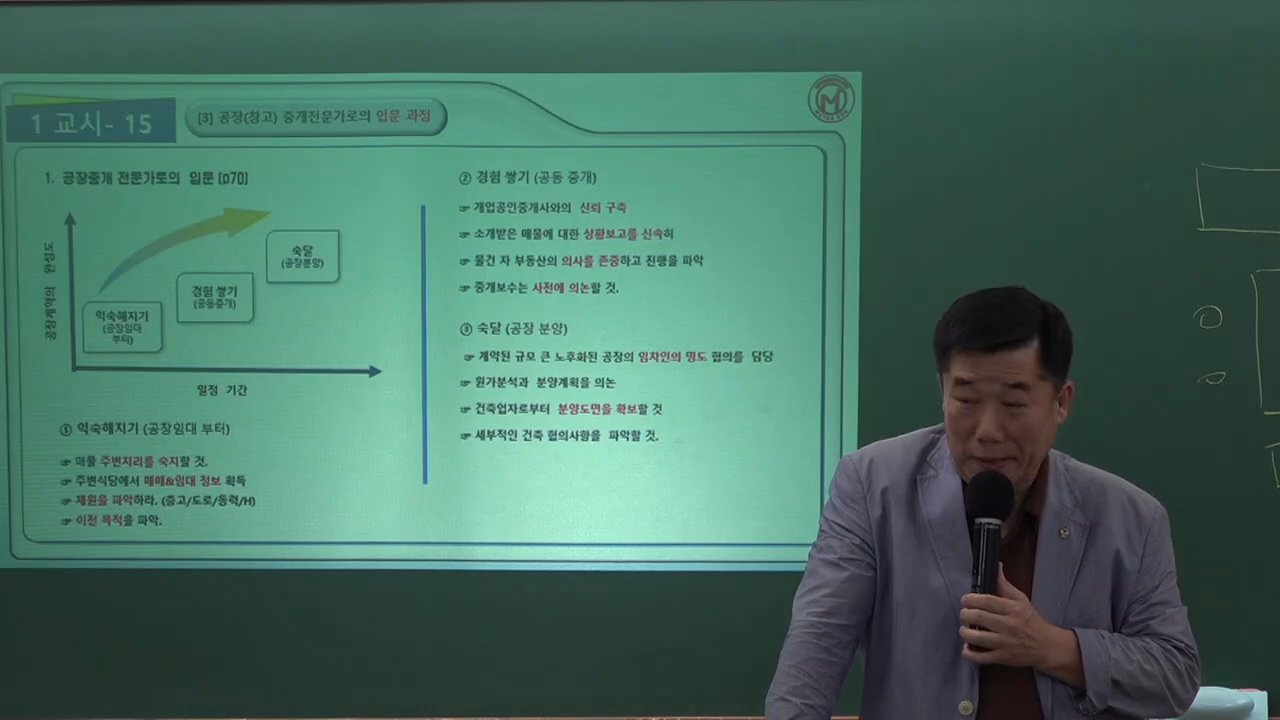 1 교시- 15
[3] 공장(창고) 중개전문가로의 입문 과정
1. 공장중개 전문가로의 입문 (p70)
공장계약의 완성도
숙달
(공장분양)
경험 쌓기
(공동중개)
익숙해지기
(공장임대
부터)
일정 기간
① 익숙해지기 (공장임대 부터)
☞ 매물 주변지리를 숙지할 것.
☞ 주변식당에서 매매&임대 정보 획득
☞ 제원을 파악하라. (층고/도로/동력/H)
☞ 이전 목적을 파악.
② 경험 쌓기 (공동 중개)
☞ 개업공인중개사와의 신뢰 구축
☞ 소개받은 매물에 대한 상황보고를 신속히
☞ 물건 자 부동산의 의사를 존중하고 진행을 파악
☞ 중개보수는 사전에 의논할 것.
③ 숙달 (공장 분양)
☞ 계약된 규모 큰 노후화된 공장의 임차인의 명도 협의를 담당
☞ 원가분석과 분양계획을 의논
☞ 건축업자로부터 분양도면을 확보할 것
☞ 세부적인 건축 협의사항을 파악할 것.
M